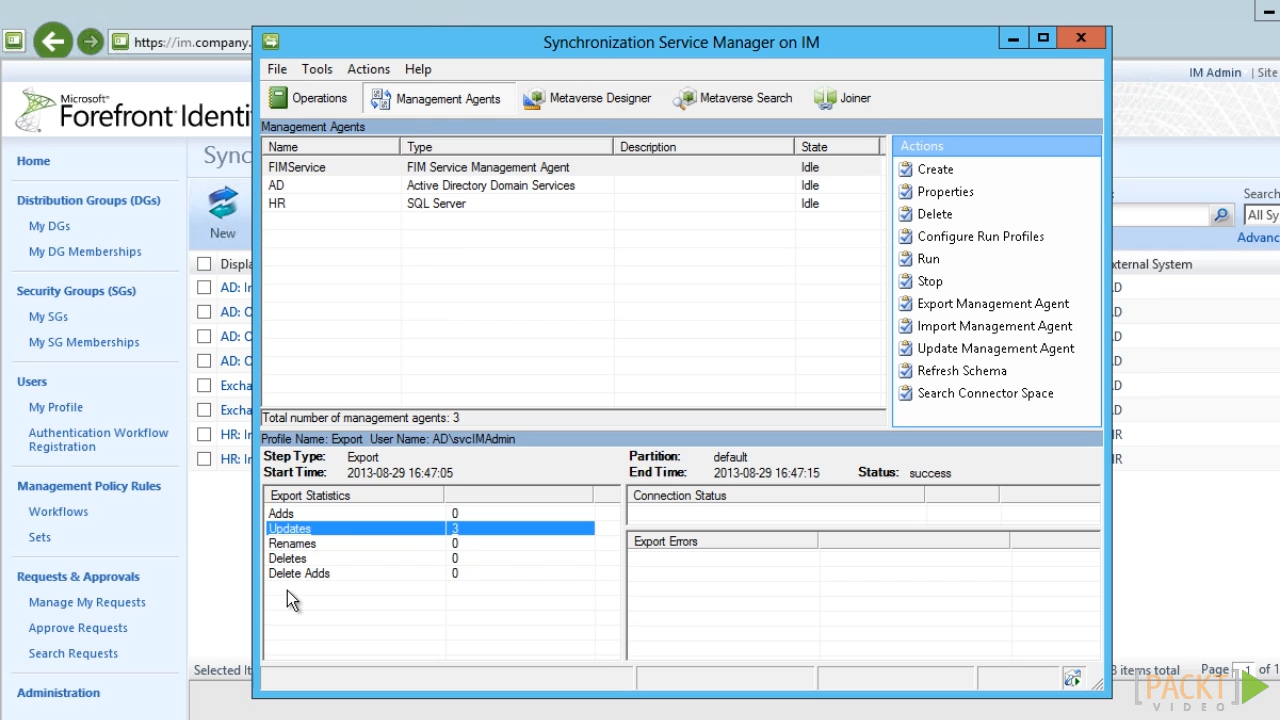 https://im.company.
Synchronization Service Manager on IM
IM Admin | Site
Microsoft®
Forefront Identi
File Tools Actions Help
Operations Management Agents Metaverse Designer Metaverse Search Joiner
Home
Distribution Groups (DGs)
My DGs
My DG Memberships
Security Groups (SGs)
My SGs
My SG Memberships
Users
My Profile
Authentication Workflow
Registration
Management Policy Rules
Workflows
Sets
Requests & Approvals
Manage My Requests
Approve Requests
Search Requests
Administration
Sync
New
Displa
AD: In
AD: O
AD: O
AD: O
Excha
Excha
HR: In
HR: In
Selected It
Management Agents
Name Type Description State
FIMService FIM Service Management Agent Idle
AD Active Directory Domain Services Idle
HR SQL Server Idle
Total number of management agents: 3
Actions
Create
Properties
Delete
Configure Run Profiles
Run
Stop
Export Management Agent
Import Management Agent
Update Management Agent
Refresh Schema
Search Connector Space
Profile Name: Export User Name: AD\svcIMAdmin
Step Type: Export Partition: default
Start Time: 2013-08-29 16:47:05 End Time: 2013-08-29 16:47:15 Status: success
Export Statistics
Adds 0
Updates 3
Renames 0
Deletes 0
Delete Adds 0
Connection Status
Export Errors
Search
All Sy
Advanc
xternal System
D
D
D
D
D
D
R
R
8 items total Page 1 of 1
[PACKT]
VIDEO